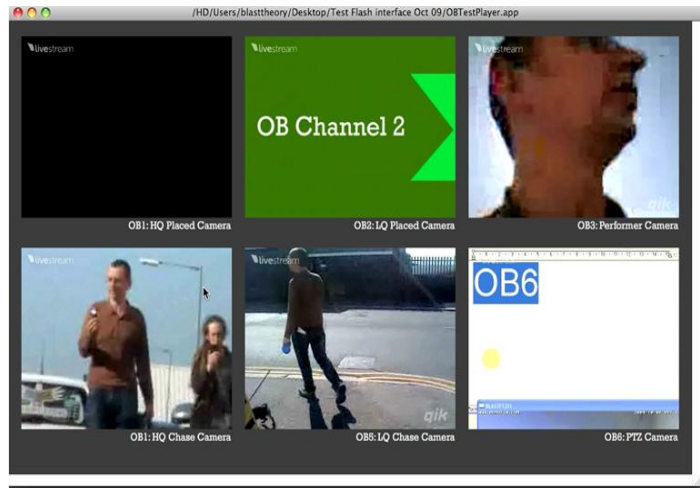 /HD/Users/blasttheory/Desktop/Test Flash interface Oct 09/OBTestPlayer.app
livestream
livestream
OB Channel 2
qik
OB1: HQ Placed Camera
OB2: LQ Placed Camera
OB3: Performer Camera
livestream
livestream
OB6
qik
OB1: HQ Chase Camera
OB5: LQ Chase Camera
OB6: PTZ Camera